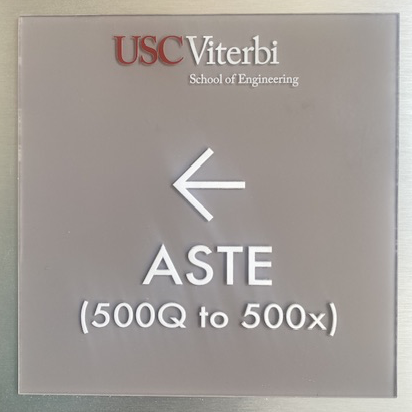 USC Viterbi
School of Engineering
ASTE
(500Q to 500x)